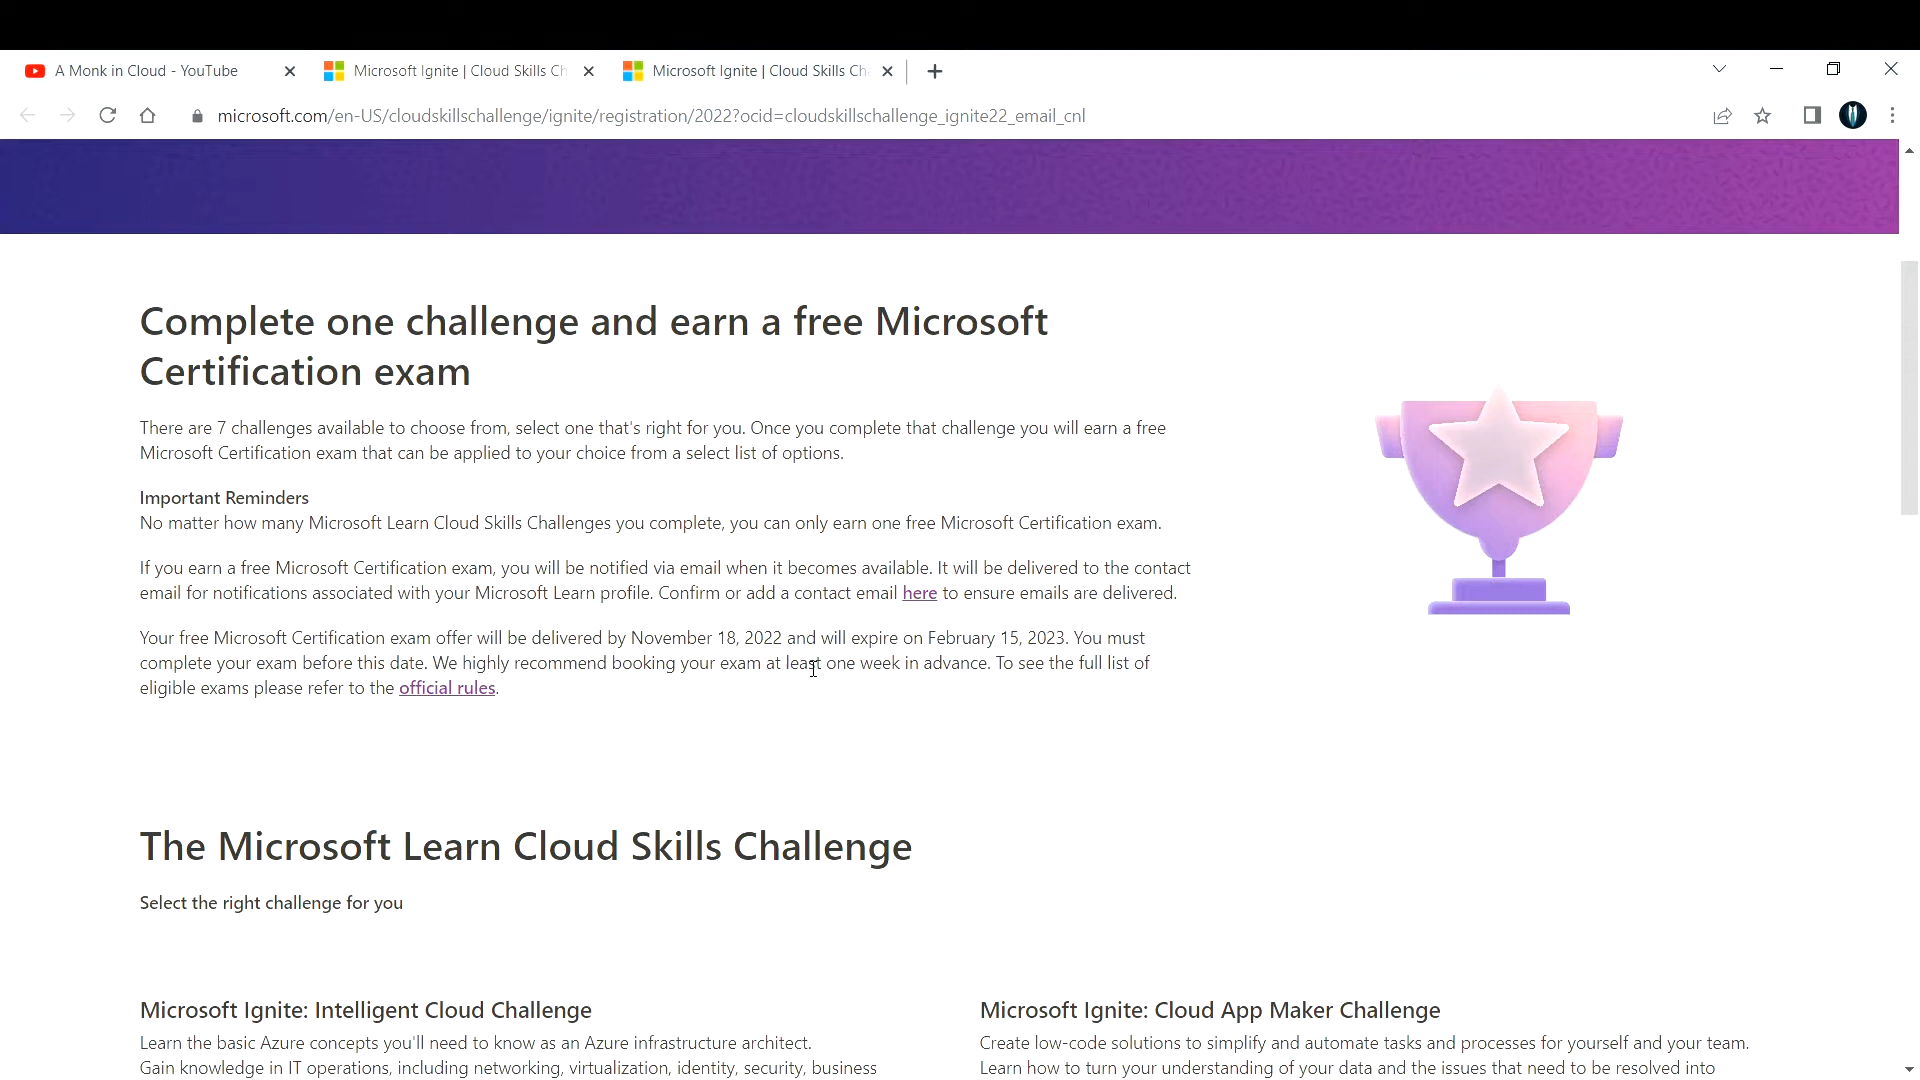 A Monk in Cloud - YouTube
Microsoft Ignite | Cloud Skills Ch
Microsoft Ignite | Cloud Skills Ch
microsoft.com/en-US/cloudskillschallenge/ignite/registration/2022?ocid=cloudskillschallenge_ignite22_email_cnl
Complete one challenge and earn a free Microsoft
Certification exam
There are 7 challenges available to choose from, select one that's right for you. Once you complete that challenge you will earn a free
Microsoft Certification exam that can be applied to your choice from a select list of options.
Important Reminders
No matter how many Microsoft Learn Cloud Skills Challenges you complete, you can only earn one free Microsoft Certification exam.
If you earn a free Microsoft Certification exam, you will be notified via email when it becomes available. It will be delivered to the contact
email for notifications associated with your Microsoft Learn profile. Confirm or add a contact email here to ensure emails are delivered.
Your free Microsoft Certification exam offer will be delivered by November 18, 2022 and will expire on February 15, 2023. You must
complete your exam before this date. We highly recommend booking your exam at least one week in advance. To see the full list of
eligible exams please refer to the official rules.
The Microsoft Learn Cloud Skills Challenge
Select the right challenge for you
Microsoft Ignite: Intelligent Cloud Challenge
Learn the basic Azure concepts you'll need to know as an Azure infrastructure architect.
Gain knowledge in IT operations, including networking, virtualization, identity, security, business
Microsoft Ignite: Cloud App Maker Challenge
Create low-code solutions to simplify and automate tasks and processes for yourself and your team.
Learn how to turn your understanding of your data and the issues that need to be resolved into